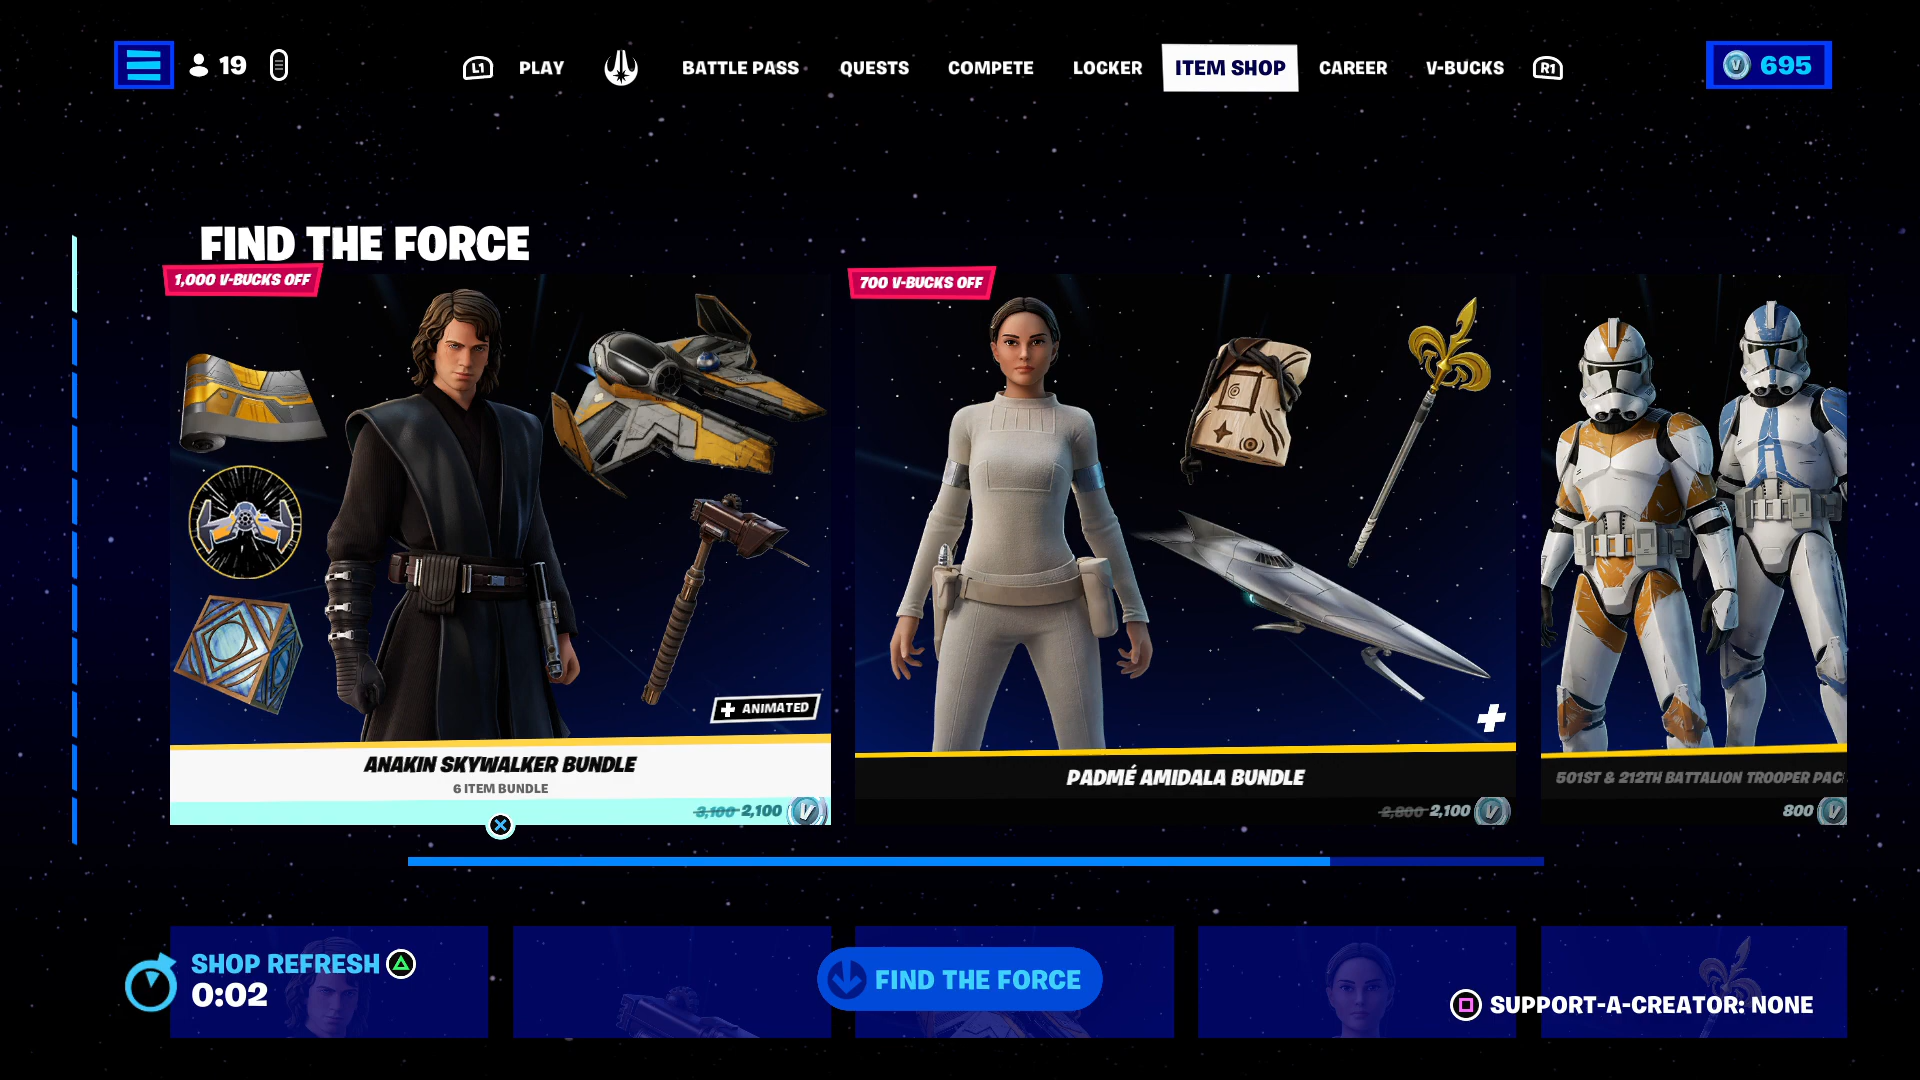 19
L1
PLAY
BATTLE PASS
QUESTS
COMPETE
LOCKER
ITEM SHOP
CAREER
V-BUCKS
R1
V 695
FIND THE FORCE
1,000 V-BUCKS OFF
+ ANIMATED
ANAKIN SKYWALKER BUNDLE
6 ITEM BUNDLE
3,100 2,100 V
700 V-BUCKS OFF
+
PADMÉ AMIDALA BUNDLE
2,800 2,100 V
501ST & 212TH BATTALION TROOPER PAC
800 V
SHOP REFRESH
0:02
FIND THE FORCE
SUPPORT-A-CREATOR: NONE